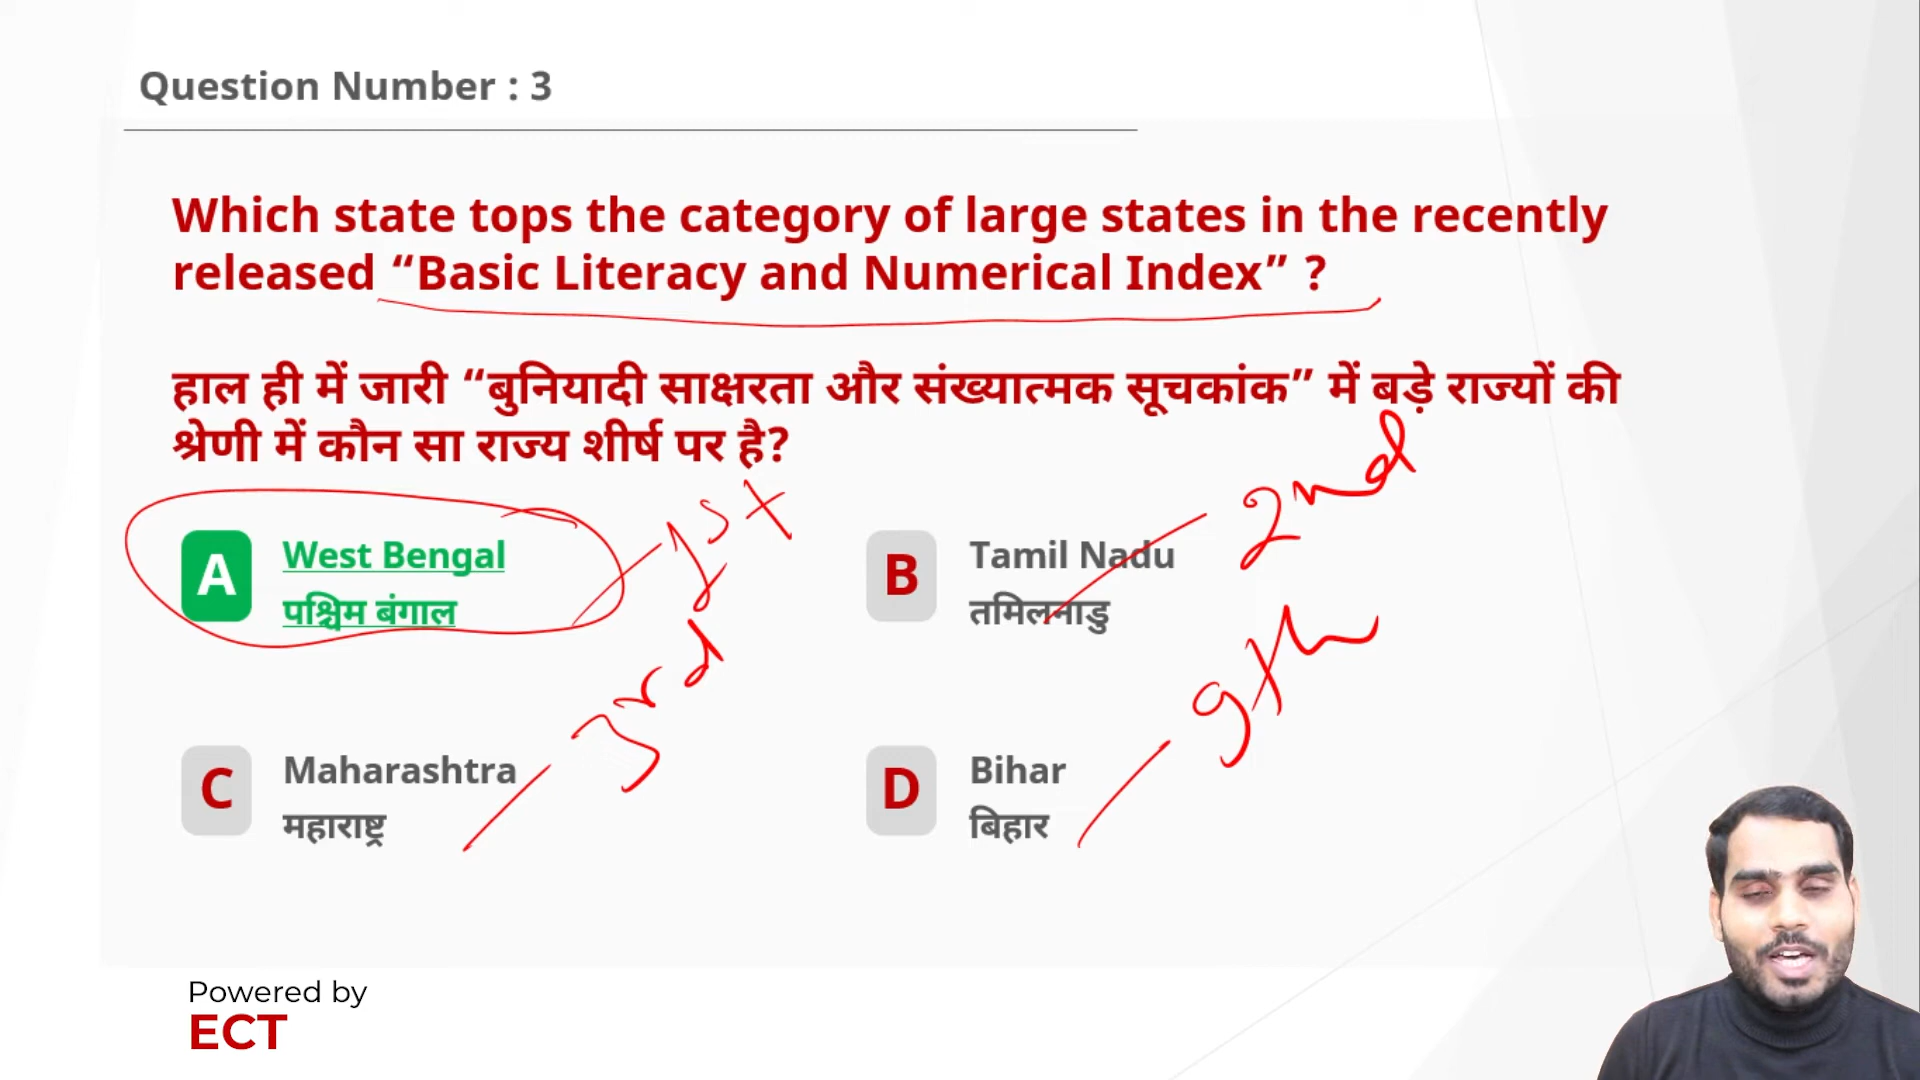 Question Number : 3
Which state tops the category of large states in the recently
released “Basic Literacy and Numerical Index” ?
हाल ही में जारी “बुनियादी साक्षरता और संख्यात्मक सूचकांक” में बड़े राज्यों की
श्रेणी में कौन सा राज्य शीर्ष पर है?
A West Bengal
पश्चिम बंगाल
1st
B Tamil Nadu
तमिलनाडु
2nd
C Maharashtra
महाराष्ट्र
3rd
D Bihar
बिहार
9th
Powered by
ECT